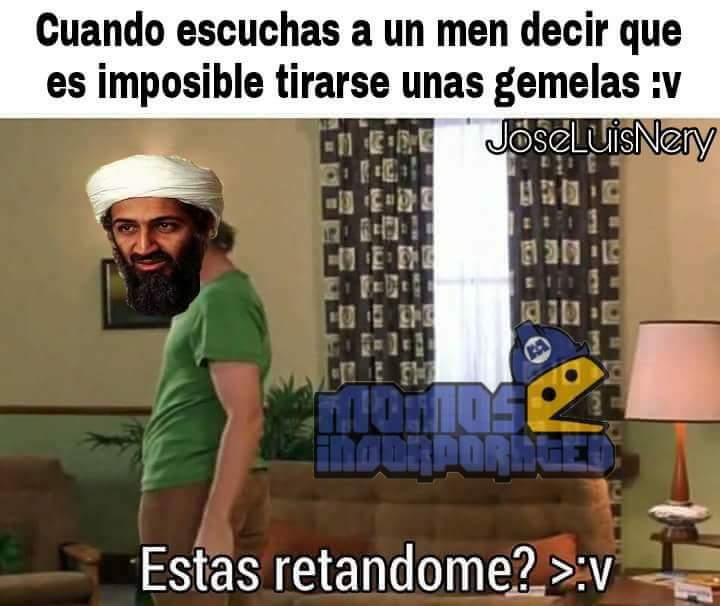 Cuando escuchas a un men decir que
es imposible tirarse unas gemelas :v
JoseLuisNery
MOMOS
INCORPORATED
Estas retandome? >:v